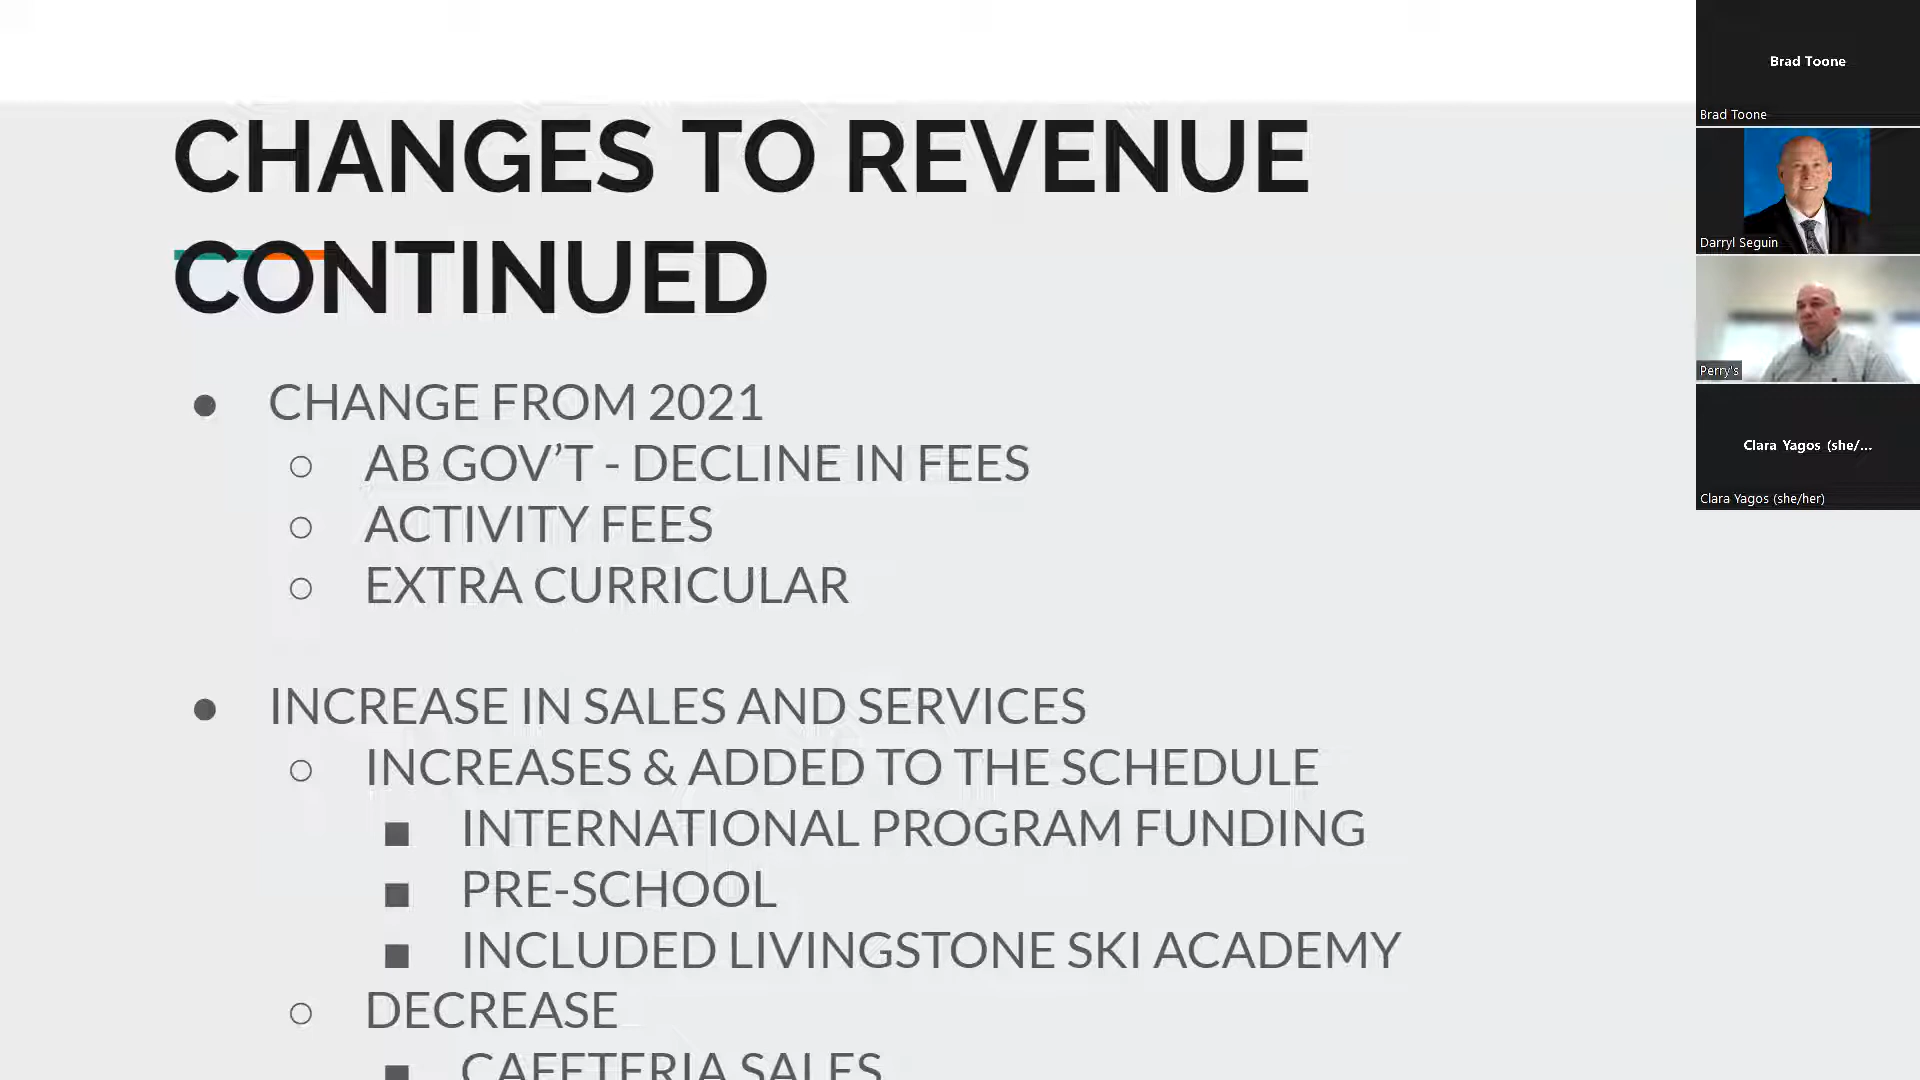 CHANGES TO REVENUE
CONTINUED
● CHANGE FROM 2021
○ AB GOV’T - DECLINE IN FEES
○ ACTIVITY FEES
○ EXTRA CURRICULAR
● INCREASE IN SALES AND SERVICES
○ INCREASES & ADDED TO THE SCHEDULE
■ INTERNATIONAL PROGRAM FUNDING
■ PRE-SCHOOL
■ INCLUDED LIVINGSTONE SKI ACADEMY
○ DECREASE
■ CAFETERIA SALES
Brad Toone
Brad Toone
Darryl Seguin
Perry's
Clara Yagos (she/...
Clara Yagos (she/her)